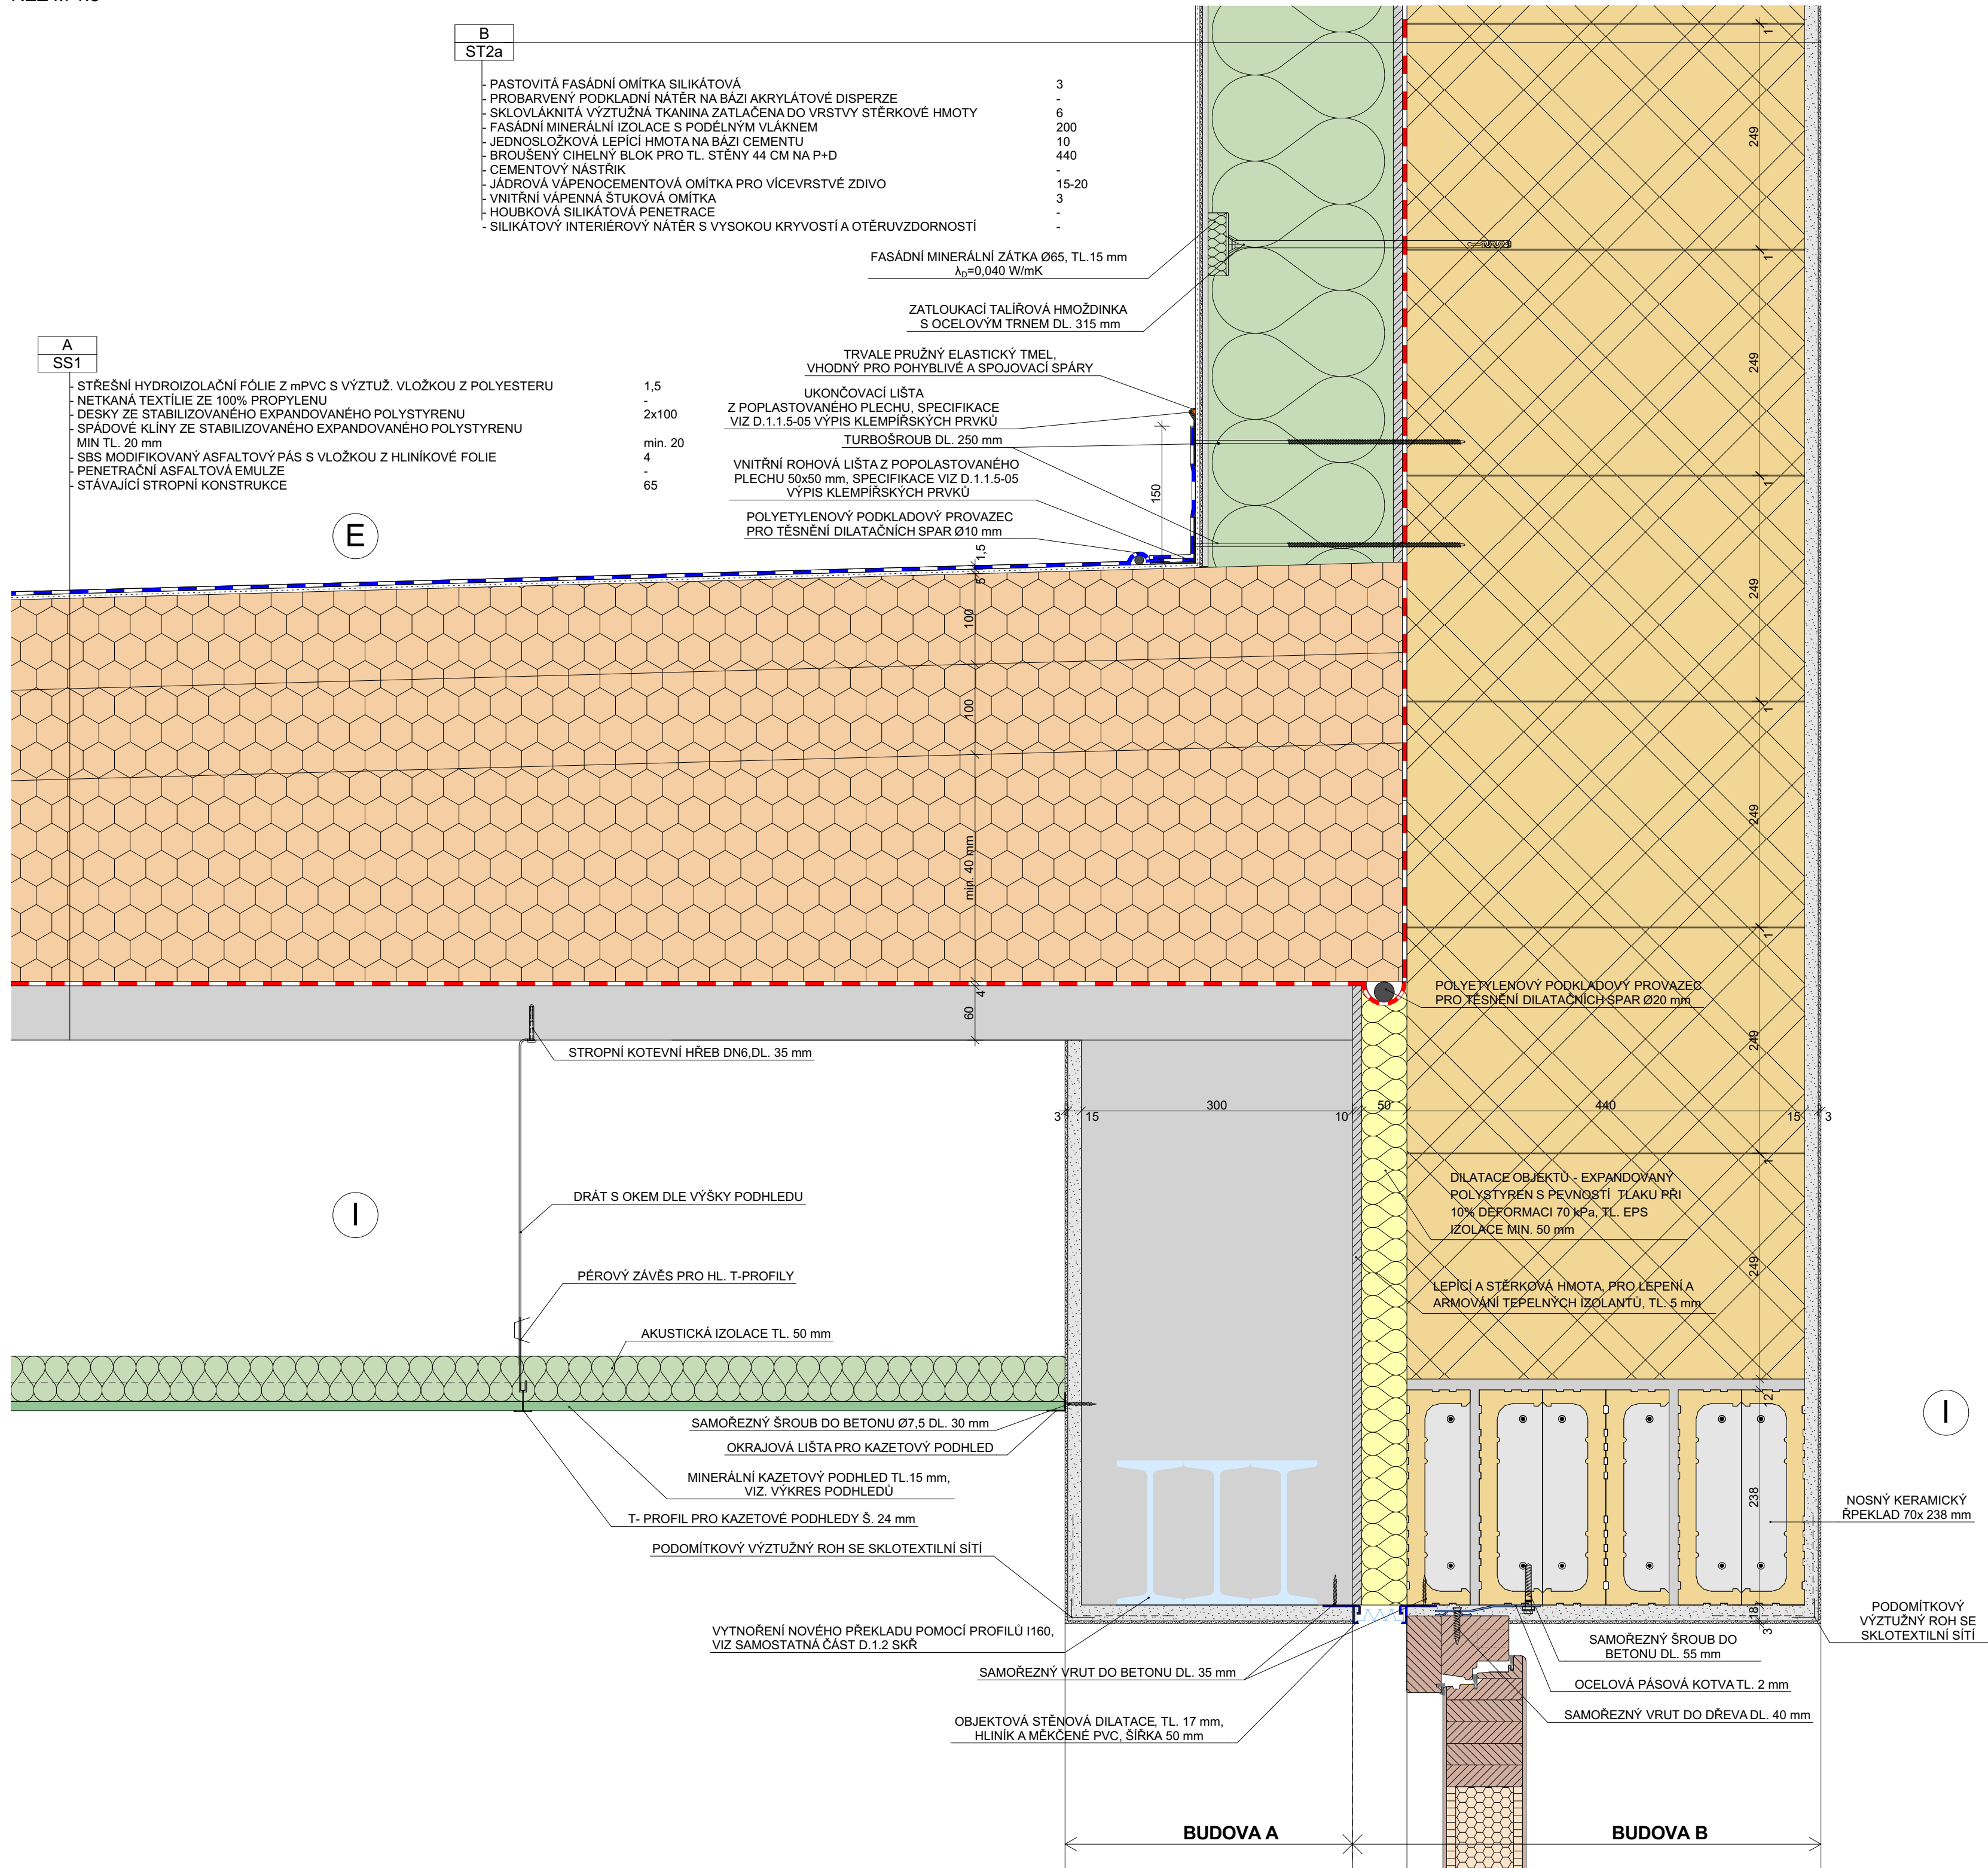 B
ST2a
- PASTOVITÁ FASÁDNÍ OMÍTKA SILIKÁTOVÁ 3
- PROBARVENÝ PODKLADNÍ NÁTĚR NA BÁZI AKRYLÁTOVÉ DISPERZE -
- SKLOVLÁKNITÁ VÝZTUŽNÁ TKANINA ZATLAČENA DO VRSTVY STĚRKOVÉ HMOTY 6
- FASÁDNÍ MINERÁLNÍ IZOLACE S PODÉLNÝM VLÁKNEM 200
- JEDNOSLOŽKOVÁ LEPÍCÍ HMOTA NA BÁZI CEMENTU 10
- BROUŠENÝ CIHELNÝ BLOK PRO TL. STĚNY 44 CM NA P+D 440
- CEMENTOVÝ NÁSTŘIK -
- JÁDROVÁ VÁPENOCEMENTOVÁ OMÍTKA PRO VÍCEVRSTVÉ ZDIVO 15-20
- VNITŘNÍ VÁPENNÁ ŠTUKOVÁ OMÍTKA 3
- HOUBKOVÁ SILIKÁTOVÁ PENETRACE -
- SILIKÁTOVÝ INTERIÉROVÝ NÁTĚR S VYSOKOU KRYVOSTÍ A OTĚRUVZDORNOSTÍ -
FASÁDNÍ MINERÁLNÍ ZÁTKA Ø65, TL.15 mm
λD=0,040 W/mK
ZATLOUKACÍ TALÍŘOVÁ HMOŽDINKA
S OCELOVÝM TRNEM DL. 315 mm
A
SS1
- STŘEŠNÍ HYDROIZOLAČNÍ FÓLIE Z mPVC S VÝZTUŽ. VLOŽKOU Z POLYESTERU 1,5
- NETKANÁ TEXTÍLIE ZE 100% PROPYLENU -
- DESKY ZE STABILIZOVANÉHO EXPANDOVANÉHO POLYSTYRENU 2x100
- SPÁDOVÉ KLÍNY ZE STABILIZOVANÉHO EXPANDOVANÉHO POLYSTYRENU
MIN TL. 20 mm min. 20
- SBS MODIFIKOVANÝ ASFALTOVÝ PÁS S VLOŽKOU Z HLINÍKOVÉ FOLIE 4
- PENETRAČNÍ ASFALTOVÁ EMULZE -
- STÁVAJÍCÍ STROPNÍ KONSTRUKCE 65
TRVALE PRUŽNÝ ELASTICKÝ TMEL,
VHODNÝ PRO POHYBLIVÉ A SPOJOVACÍ SPÁRY
UKONČOVACÍ LIŠTA
Z POPLASTOVANÉHO PLECHU, SPECIFIKACE
VIZ D.1.1.5-05 VÝPIS KLEMPÍŘSKÝCH PRVKŮ
TURBOŠROUB DL. 250 mm
VNITŘNÍ ROHOVÁ LIŠTA Z POPOLASTOVANÉHO
PLECHU 50x50 mm, SPECIFIKACE VIZ D.1.1.5-05
VÝPIS KLEMPÍŘSKÝCH PRVKŮ
POLYETYLENOVÝ PODKLADOVÝ PROVAZEC
PRO TĚSNĚNÍ DILATAČNÍCH SPAR Ø10 mm
150
E
1,5
5
100
100
min. 40 mm
4
60
1
249
1
249
1
249
1
249
1
249
1
249
12
238
18
3
POLYETYLENOVÝ PODKLADOVÝ PROVAZEC
PRO TĚSNĚNÍ DILATAČNÍCH SPAR Ø20 mm
STROPNÍ KOTEVNÍ HŘEB DN6,DL. 35 mm
3 15 300 10 50 440 15 3
DILATACE OBJEKTŮ - EXPANDOVANÝ
POLYSTYREN S PEVNOSTÍ TLAKU PŘI
10% DEFORMACI 70 kPa, TL. EPS
IZOLACE MIN. 50 mm
DRÁT S OKEM DLE VÝŠKY PODHLEDU
I
PÉROVÝ ZÁVĚS PRO HL. T-PROFILY
LEPÍCÍ A STĚRKOVÁ HMOTA, PRO LEPENÍ A
ARMOVÁNÍ TEPELNÝCH IZOLANTŮ, TL. 5 mm
AKUSTICKÁ IZOLACE TL. 50 mm
I
SAMOŘEZNÝ ŠROUB DO BETONU Ø7,5 DL. 30 mm
OKRAJOVÁ LIŠTA PRO KAZETOVÝ PODHLED
MINERÁLNÍ KAZETOVÝ PODHLED TL.15 mm,
VIZ. VÝKRES PODHLEDŮ
T- PROFIL PRO KAZETOVÉ PODHLEDY Š. 24 mm
PODOMÍTKOVÝ VÝZTUŽNÝ ROH SE SKLOTEXTILNÍ SÍTÍ
NOSNÝ KERAMICKÝ
ŘPEKLAD 70x 238 mm
VYTNOŘENÍ NOVÉHO PŘEKLADU POMOCÍ PROFILŮ I160,
VIZ SAMOSTATNÁ ČÁST D.1.2 SKŘ
SAMOŘEZNÝ VRUT DO BETONU DL. 35 mm
OBJEKTOVÁ STĚNOVÁ DILATACE, TL. 17 mm,
HLINÍK A MĚKČENÉ PVC, ŠÍŘKA 50 mm
PODOMÍTKOVÝ
VÝZTUŽNÝ ROH SE
SKLOTEXTILNÍ SÍTÍ
SAMOŘEZNÝ ŠROUB DO
BETONU DL. 55 mm
OCELOVÁ PÁSOVÁ KOTVA TL. 2 mm
SAMOŘEZNÝ VRUT DO DŘEVA DL. 40 mm
BUDOVA A
BUDOVA B